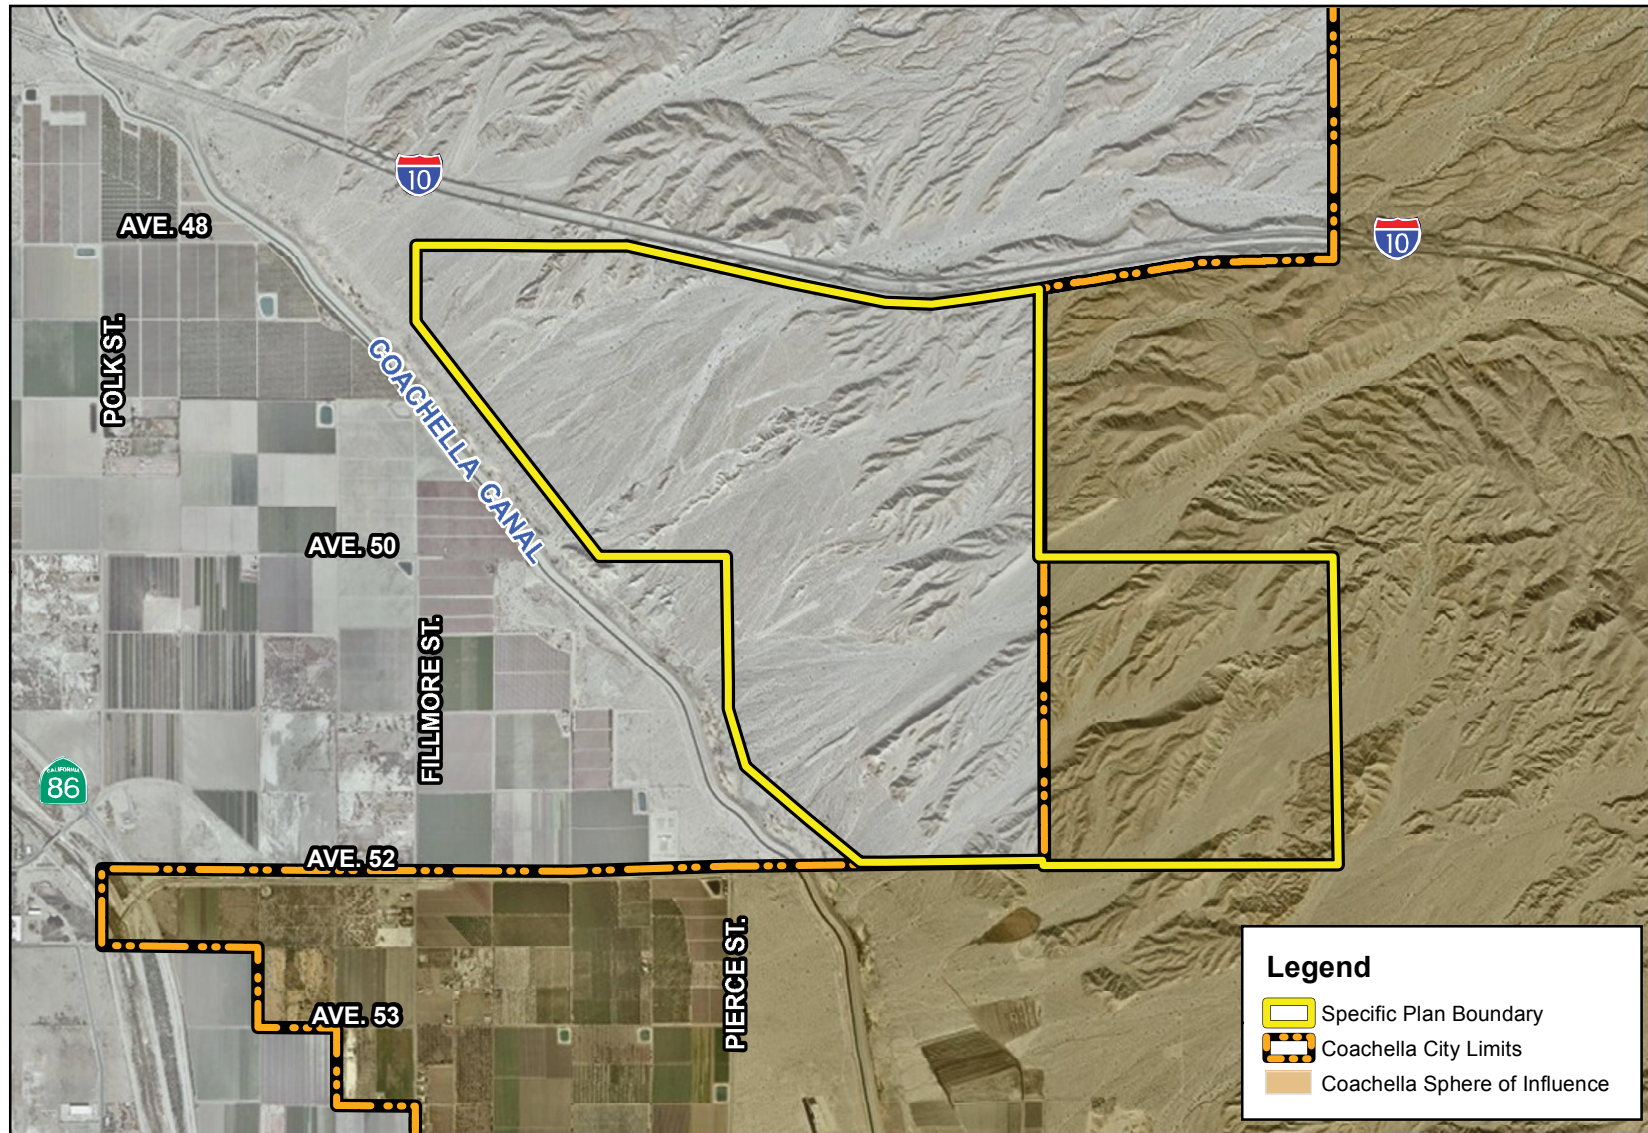 10
AVE. 48
10
POLK ST.
COACHELLA CANAL
AVE. 50
FILLMORE ST.
CALIFORNIA
86
AVE. 52
PIERCE ST.
AVE. 53
Legend
Specific Plan Boundary
Coachella City Limits
Coachella Sphere of Influence